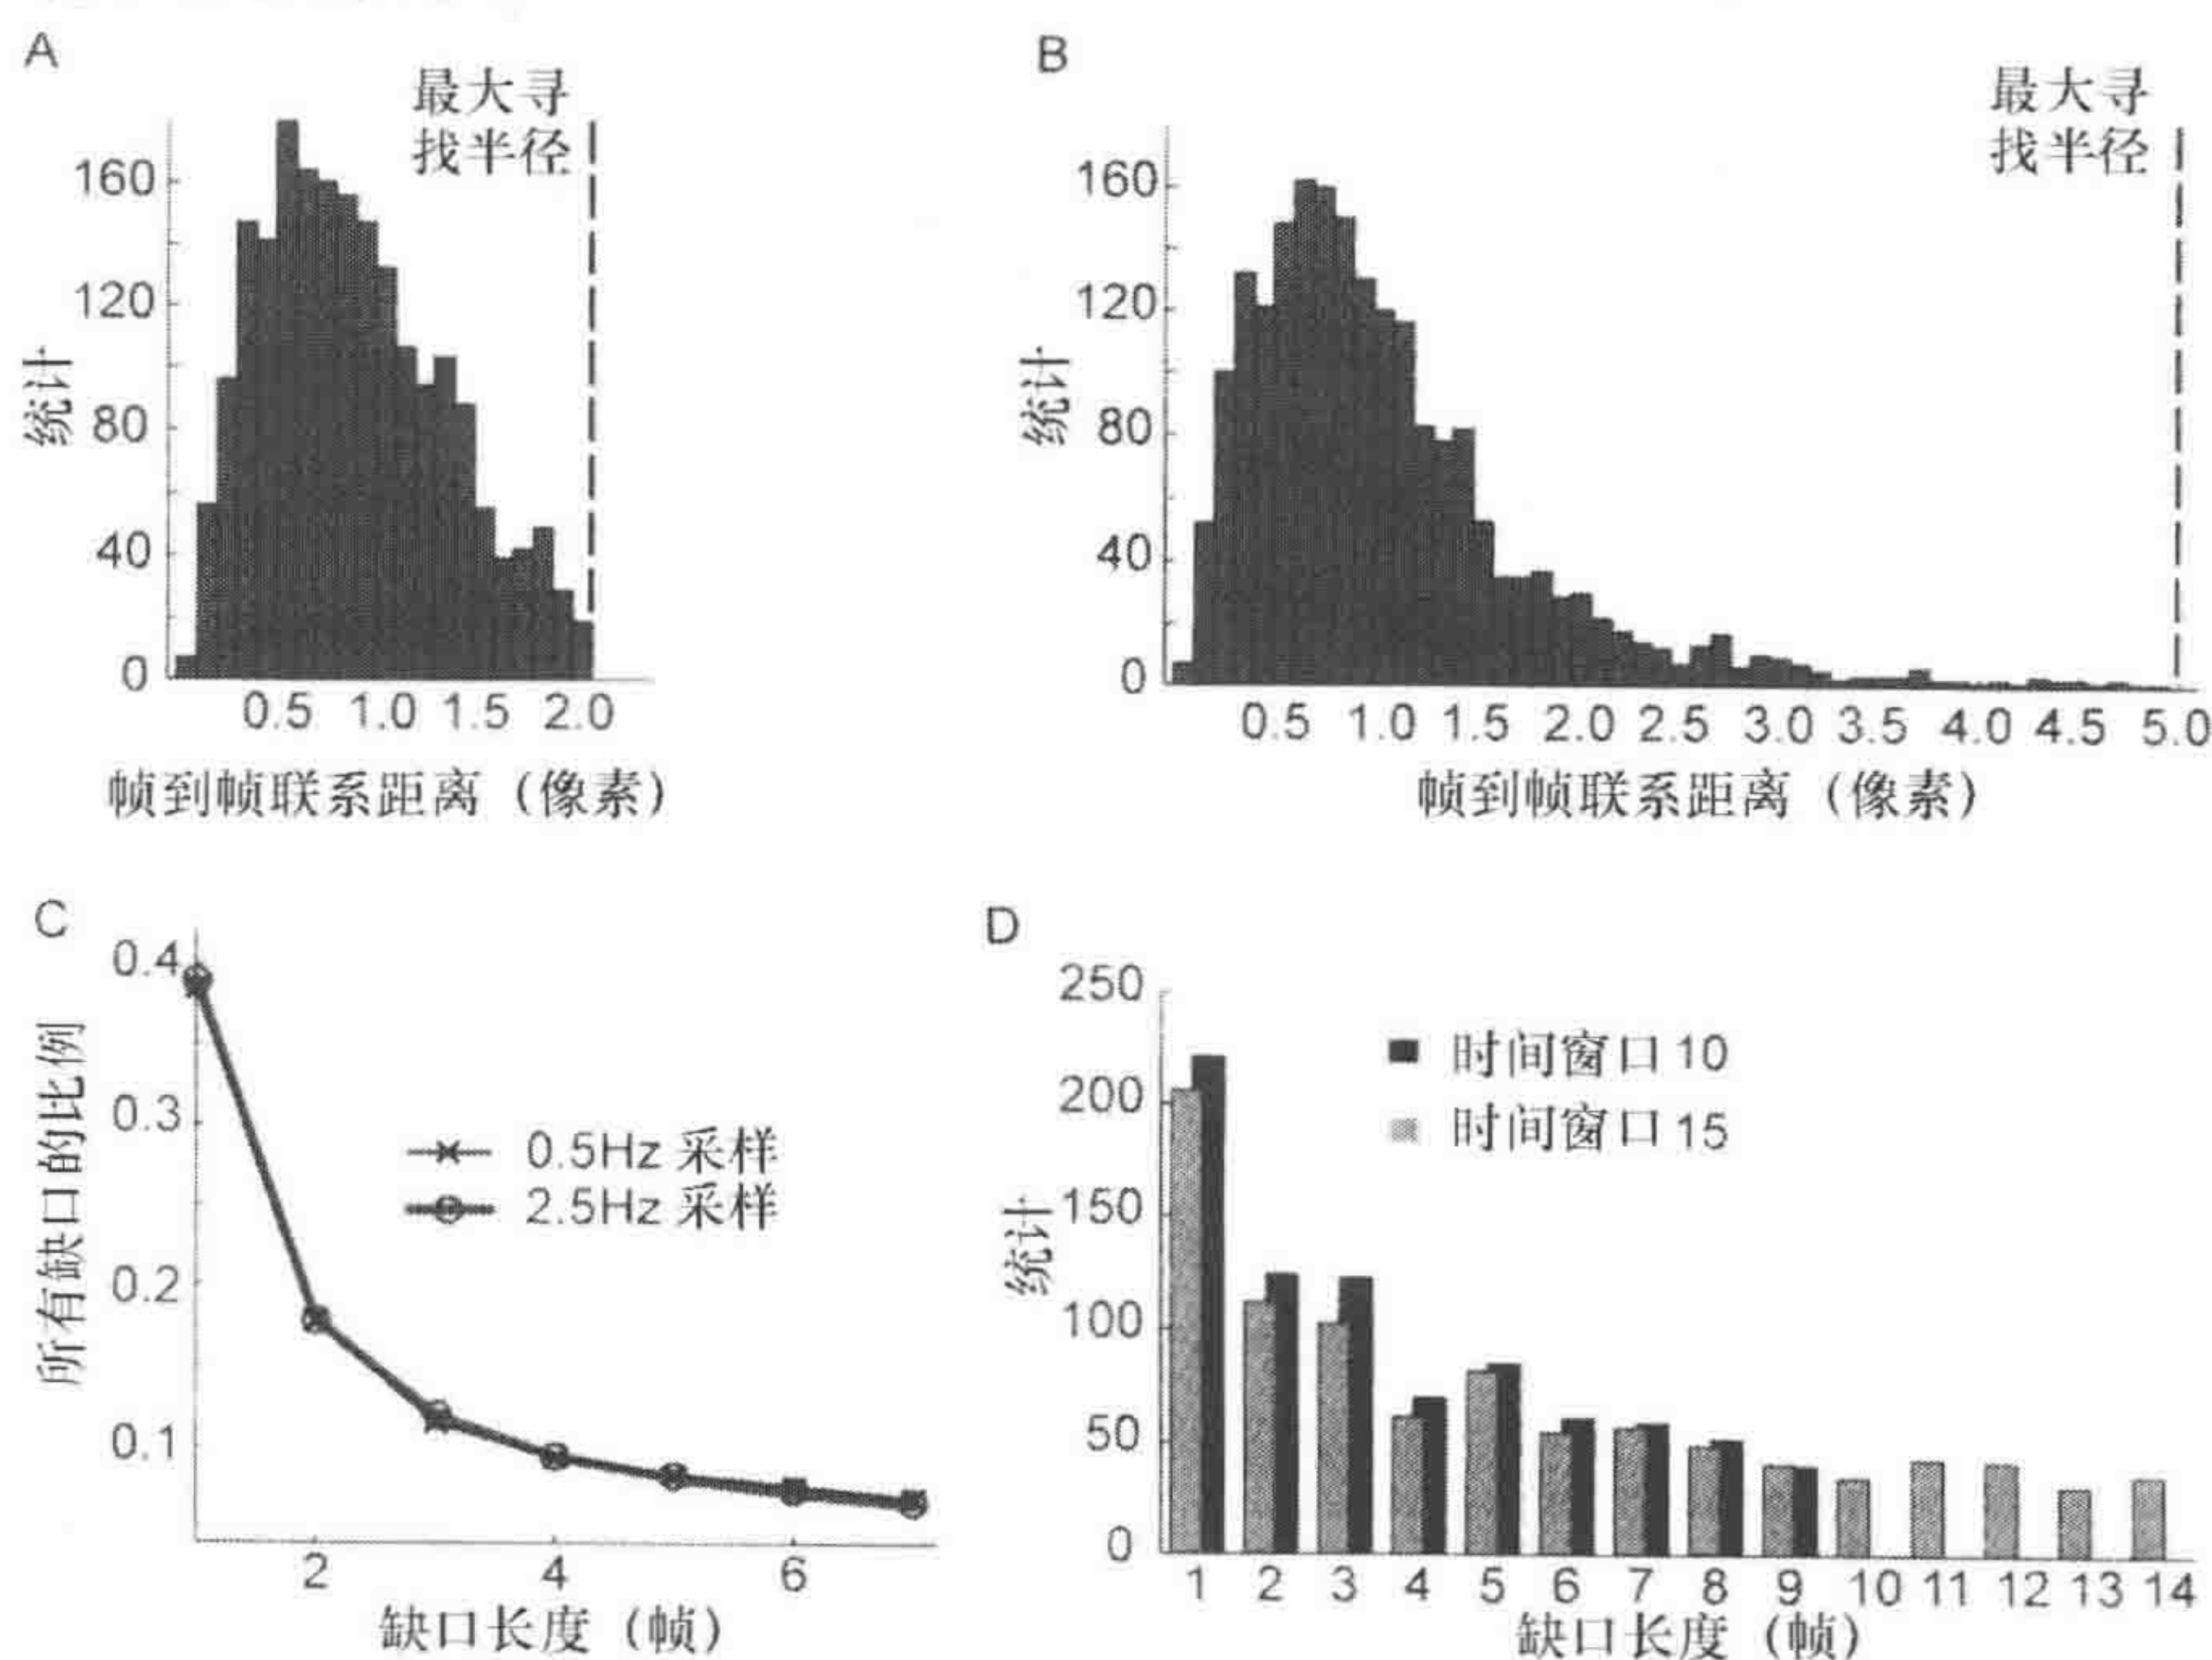 A
最大寻
找半径
160
120
80
40
0
统计
0.5 1.0 1.5 2.0
帧到帧联系距离（像素）
B
最大寻
找半径
160
120
80
40
0
统计
0.5 1.0 1.5 2.0 2.5 3.0 3.5 4.0 4.5 5.0
帧到帧联系距离（像素）
C
0.4
0.3
0.2
0.1
所有缺口的比例
0.5Hz 采样
2.5Hz 采样
2 4 6
缺口长度（帧）
D
250
200
150
100
50
0
统计
时间窗口 10
时间窗口 15
1 2 3 4 5 6 7 8 9 10 11 12 13 14
缺口长度（帧）